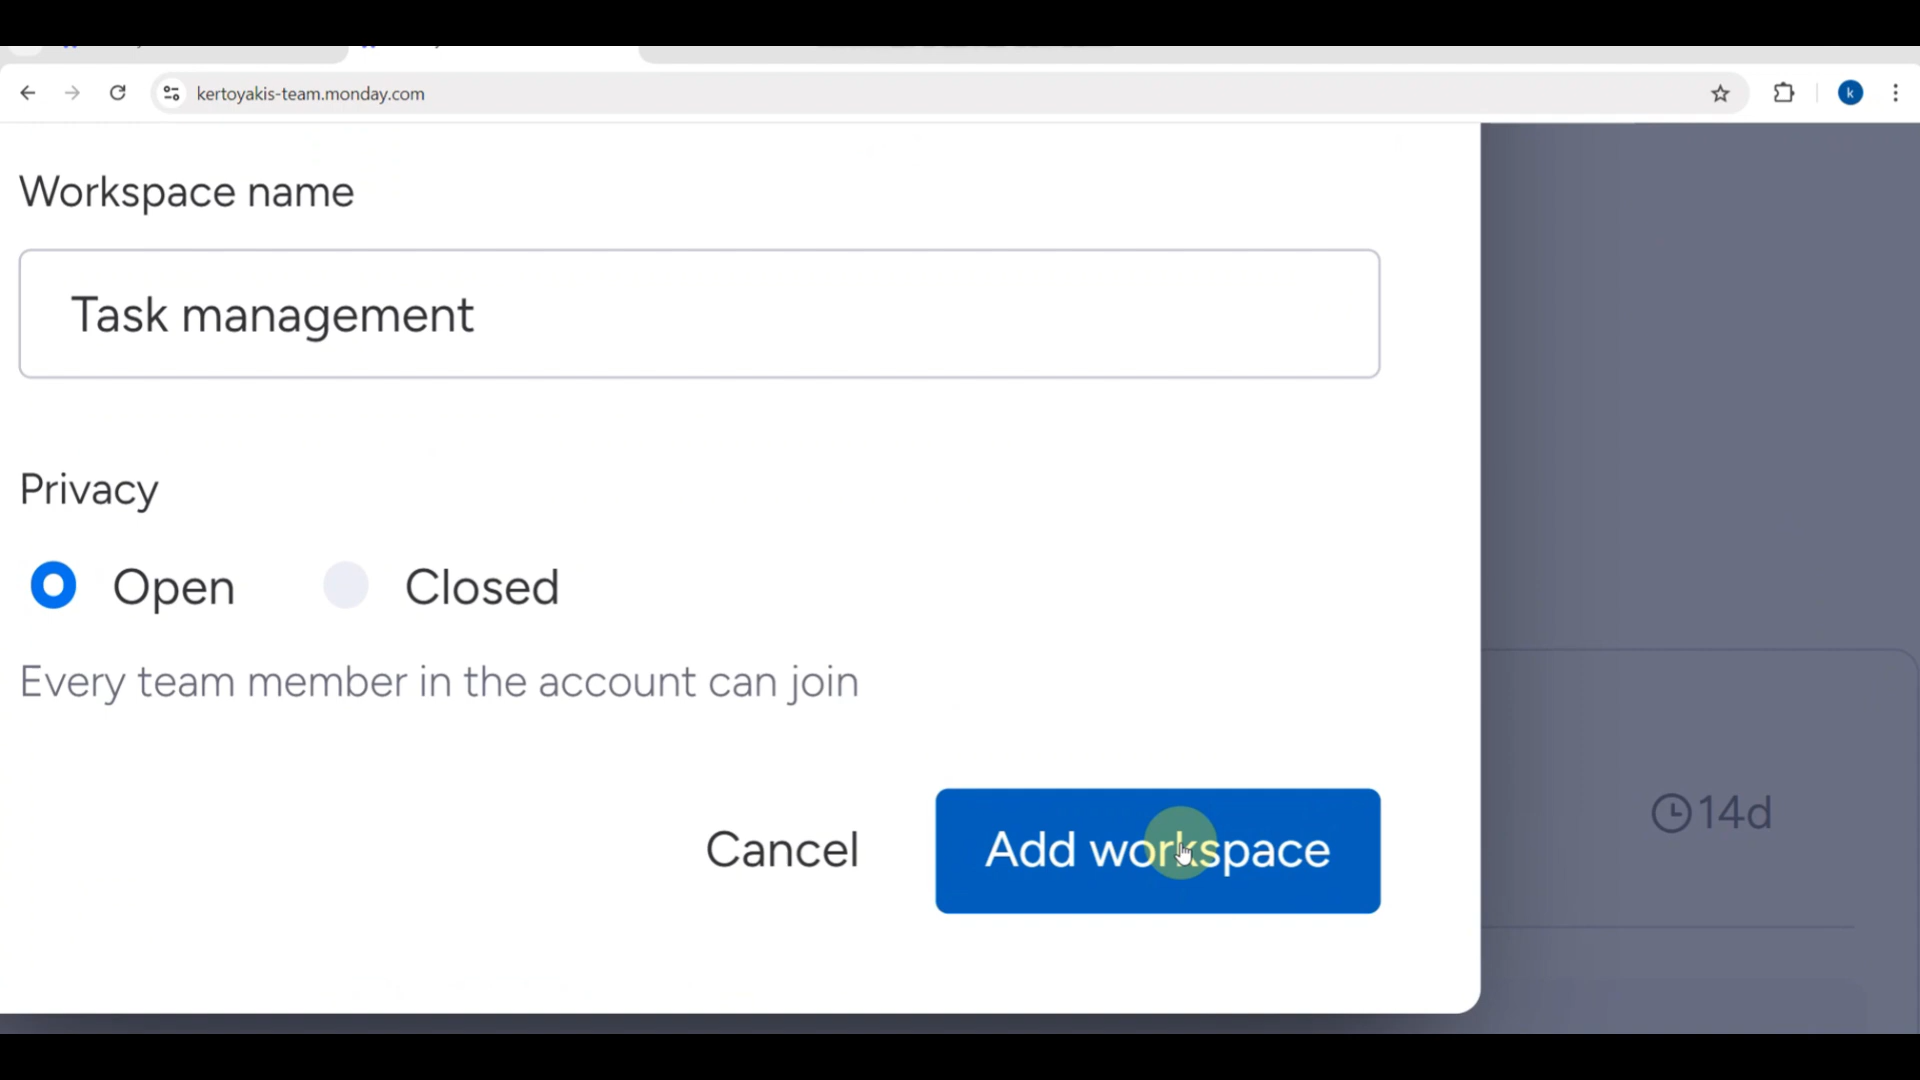 kertoyakis-team.monday.com
k
Workspace name
Task management
Privacy
Open Closed
Every team member in the account can join
14d
Cancel Add workspace